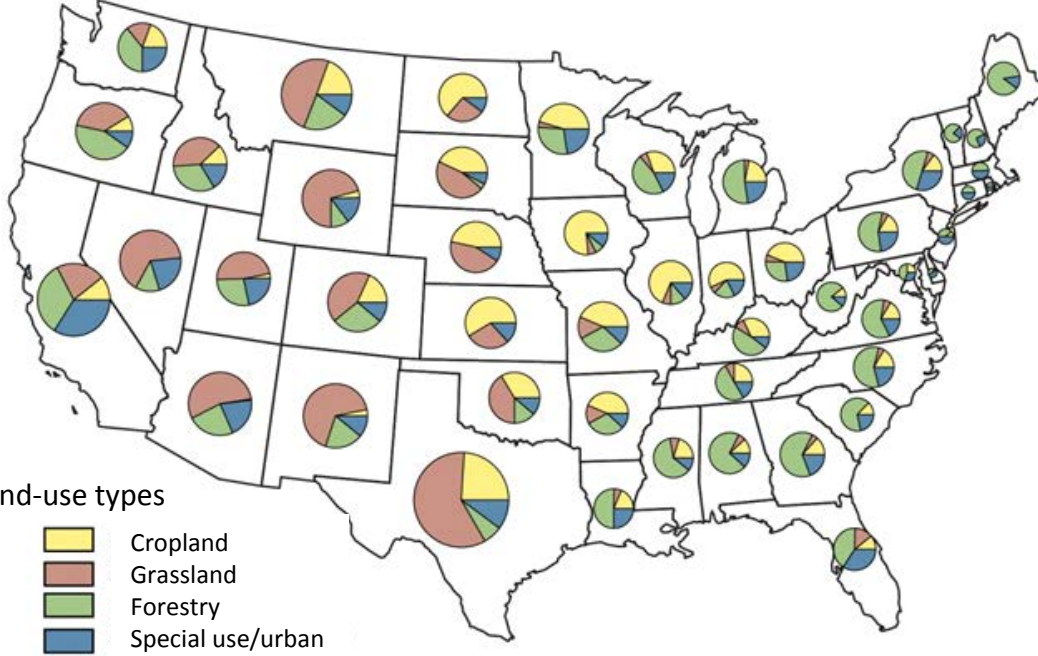 nd-use types
Cropland
Grassland
Forestry
Special use/urban